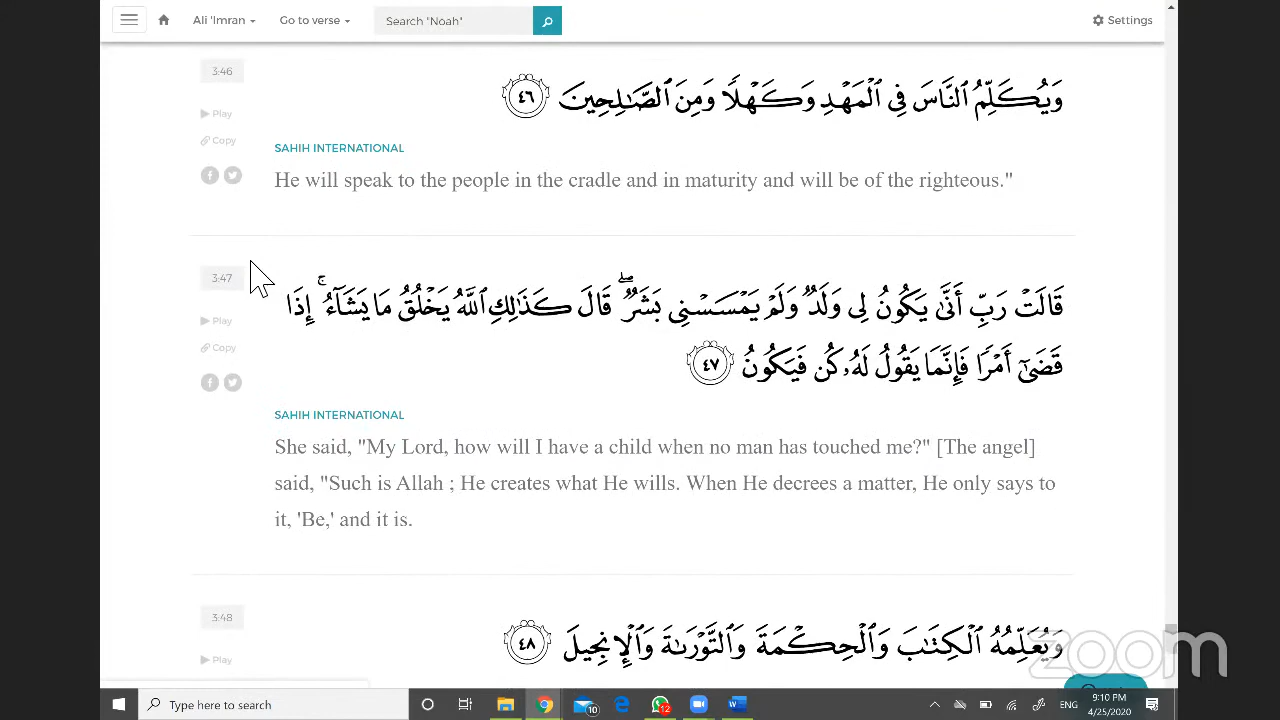 Ali 'Imran
Go to verse
Search "Noah"
Settings
3:46
وَيُكَلِّمُ ٱلنَّاسَ فِى ٱلْمَهْدِ وَكَهْلًا وَمِنَ ٱلصَّـٰلِحِينَ ٤٦
Play
Copy
SAHIH INTERNATIONAL
He will speak to the people in the cradle and in maturity and will be of the righteous."
3:47
قَالَتْ رَبِّ أَنَّىٰ يَكُونُ لِى وَلَدٌ وَلَمْ يَمْسَسْنِى بَشَرٌ ۖ قَالَ كَذَٰلِكِ ٱللَّهُ يَخْلُقُ مَا يَشَآءُ ۚ إِذَا
Play
Copy
قَضَىٰٓ أَمْرًا فَإِنَّمَا يَقُولُ لَهُۥ كُن فَيَكُونُ ٤٧
SAHIH INTERNATIONAL
She said, "My Lord, how will I have a child when no man has touched me?" [The angel]
said, "Such is Allah ; He creates what He wills. When He decrees a matter, He only says to
it, 'Be,' and it is.
3:48
وَيُعَلِّمُهُ ٱلْكِتَـٰبَ وَٱلْحِكْمَةَ وَٱلتَّوْرَىٰةَ وَٱلْإِنجِيلَ ٤٨
Play
zoom
Type here to search
10
12
ENG
9:10 PM
4/25/2020